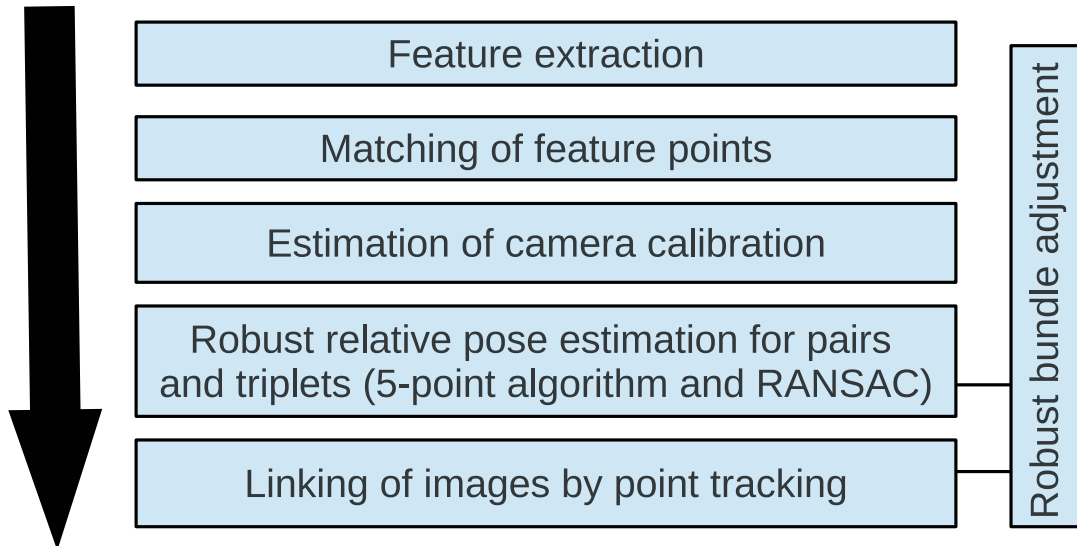 Feature extraction
Matching of feature points
Estimation of camera calibration
Robust relative pose estimation for pairs
and triplets (5-point algorithm and RANSAC)
Linking of images by point tracking
Robust bundle adjustment